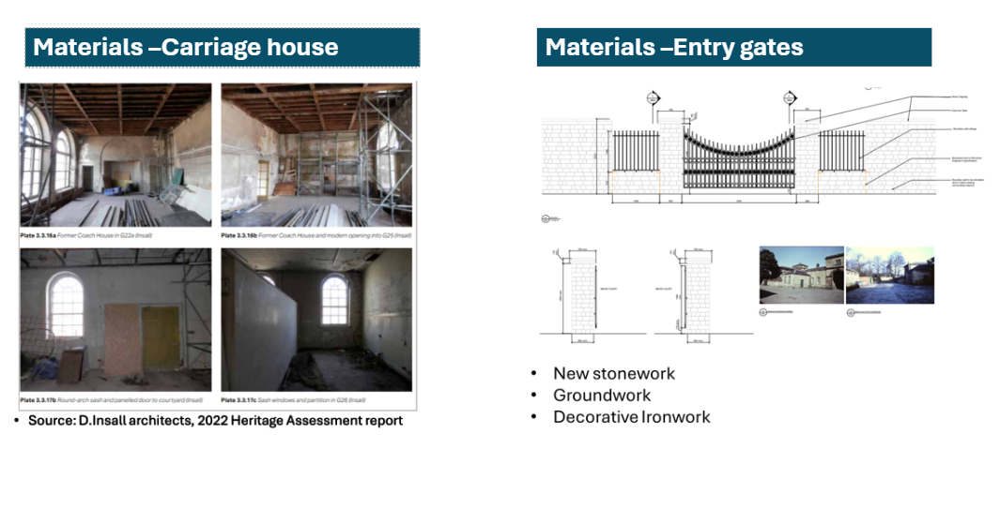 Materials –Carriage house
Plate 3.3.16a Former Coach House in G22a (Insall)
Plate 3.3.16b Former Coach House and modern opening into G25 (Insall)
Plate 3.3.17b Round-arch sash and panelled door to courtyard (Insall)
Plate 3.3.17c Sash windows and partition in G26 (Insall)
• Source: D.Insall architects, 2022 Heritage Assessment report
Materials –Entry gates
• New stonework
• Groundwork
• Decorative Ironwork